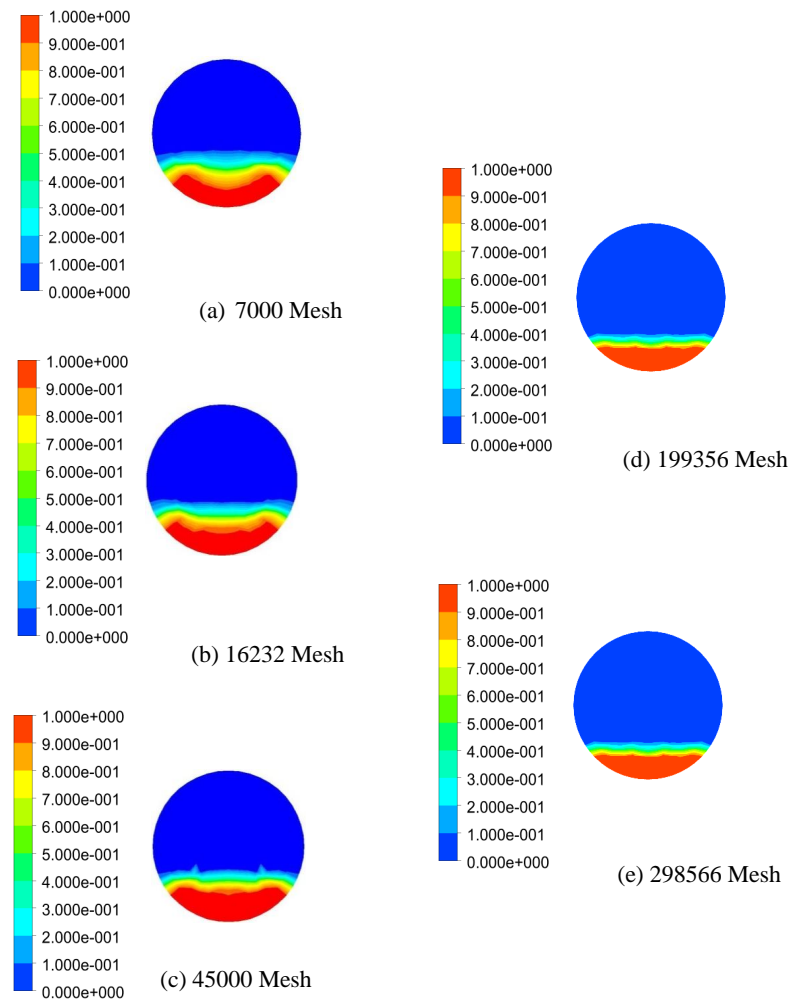 1.000e+000
9.000e-001
8.000e-001
7.000e-001
6.000e-001
5.000e-001
4.000e-001
3.000e-001
2.000e-001
1.000e-001
0.000e+000
(a) 7000 Mesh
1.000e+000
9.000e-001
8.000e-001
7.000e-001
6.000e-001
5.000e-001
4.000e-001
3.000e-001
2.000e-001
1.000e-001
0.000e+000
(b) 16232 Mesh
1.000e+000
9.000e-001
8.000e-001
7.000e-001
6.000e-001
5.000e-001
4.000e-001
3.000e-001
2.000e-001
1.000e-001
0.000e+000
(c) 45000 Mesh
1.000e+000
9.000e-001
8.000e-001
7.000e-001
6.000e-001
5.000e-001
4.000e-001
3.000e-001
2.000e-001
1.000e-001
0.000e+000
(d) 199356 Mesh
1.000e+000
9.000e-001
8.000e-001
7.000e-001
6.000e-001
5.000e-001
4.000e-001
3.000e-001
2.000e-001
1.000e-001
0.000e+000
(e) 298566 Mesh